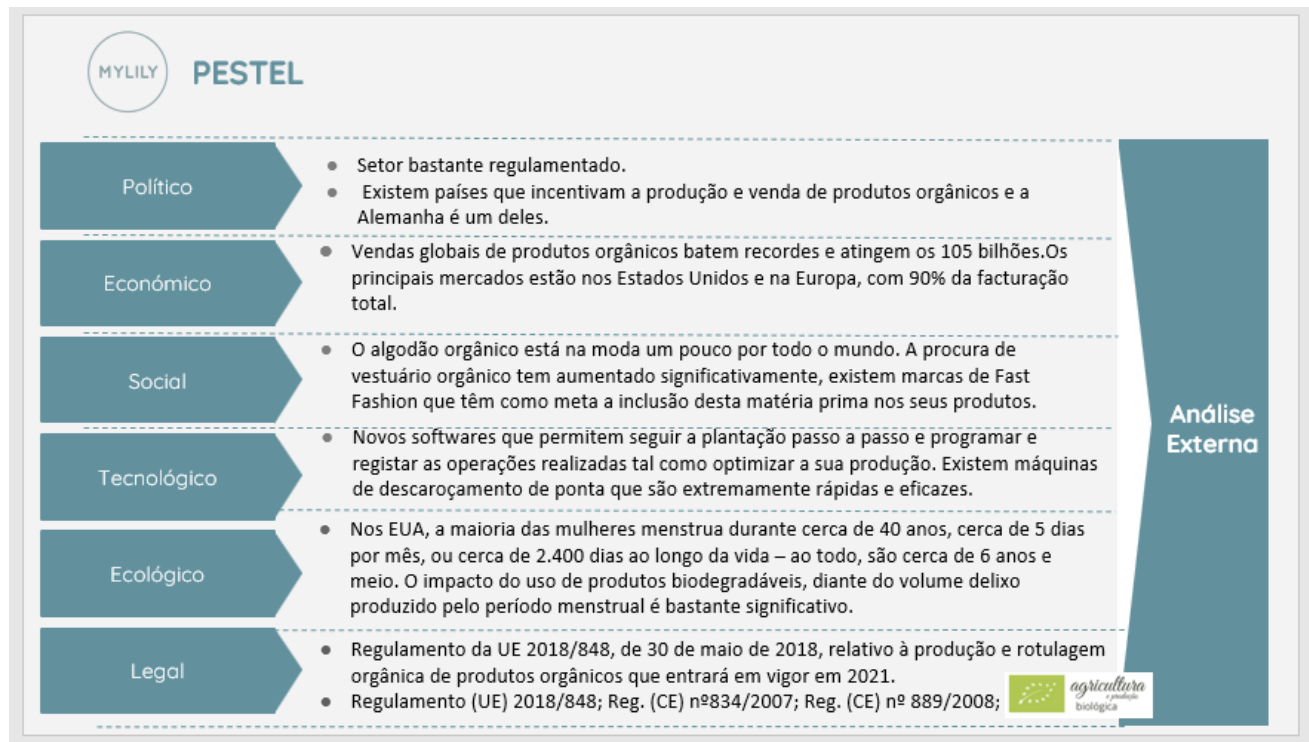 MYLILY
PESTEL
Político
● Setor bastante regulamentado.
● Existem países que incentivam a produção e venda de produtos orgânicos e a
Alemanha é um deles.
Económico
● Vendas globais de produtos orgânicos batem recordes e atingem os 105 bilhões.Os
principais mercados estão nos Estados Unidos e na Europa, com 90% da facturação
total.
Social
● O algodão orgânico está na moda um pouco por todo o mundo. A procura de
vestuário orgânico tem aumentado significativamente, existem marcas de Fast
Fashion que têm como meta a inclusão desta matéria prima nos seus produtos.
Tecnológico
● Novos softwares que permitem seguir a plantação passo a passo e programar e
registar as operações realizadas tal como optimizar a sua produção. Existem máquinas
de descaroçamento de ponta que são extremamente rápidas e eficazes.
Ecológico
● Nos EUA, a maioria das mulheres menstrua durante cerca de 40 anos, cerca de 5 dias
por mês, ou cerca de 2.400 dias ao longo da vida – ao todo, são cerca de 6 anos e
meio. O impacto do uso de produtos biodegradáveis, diante do volume delixo
produzido pelo período menstrual é bastante significativo.
Legal
● Regulamento da UE 2018/848, de 30 de maio de 2018, relativo à produção e rotulagem
orgânica de produtos orgânicos que entrará em vigor em 2021.
● Regulamento (UE) 2018/848; Reg. (CE) nº834/2007; Reg. (CE) nº 889/2008;
agricultura
e produção
biológica
Análise
Externa